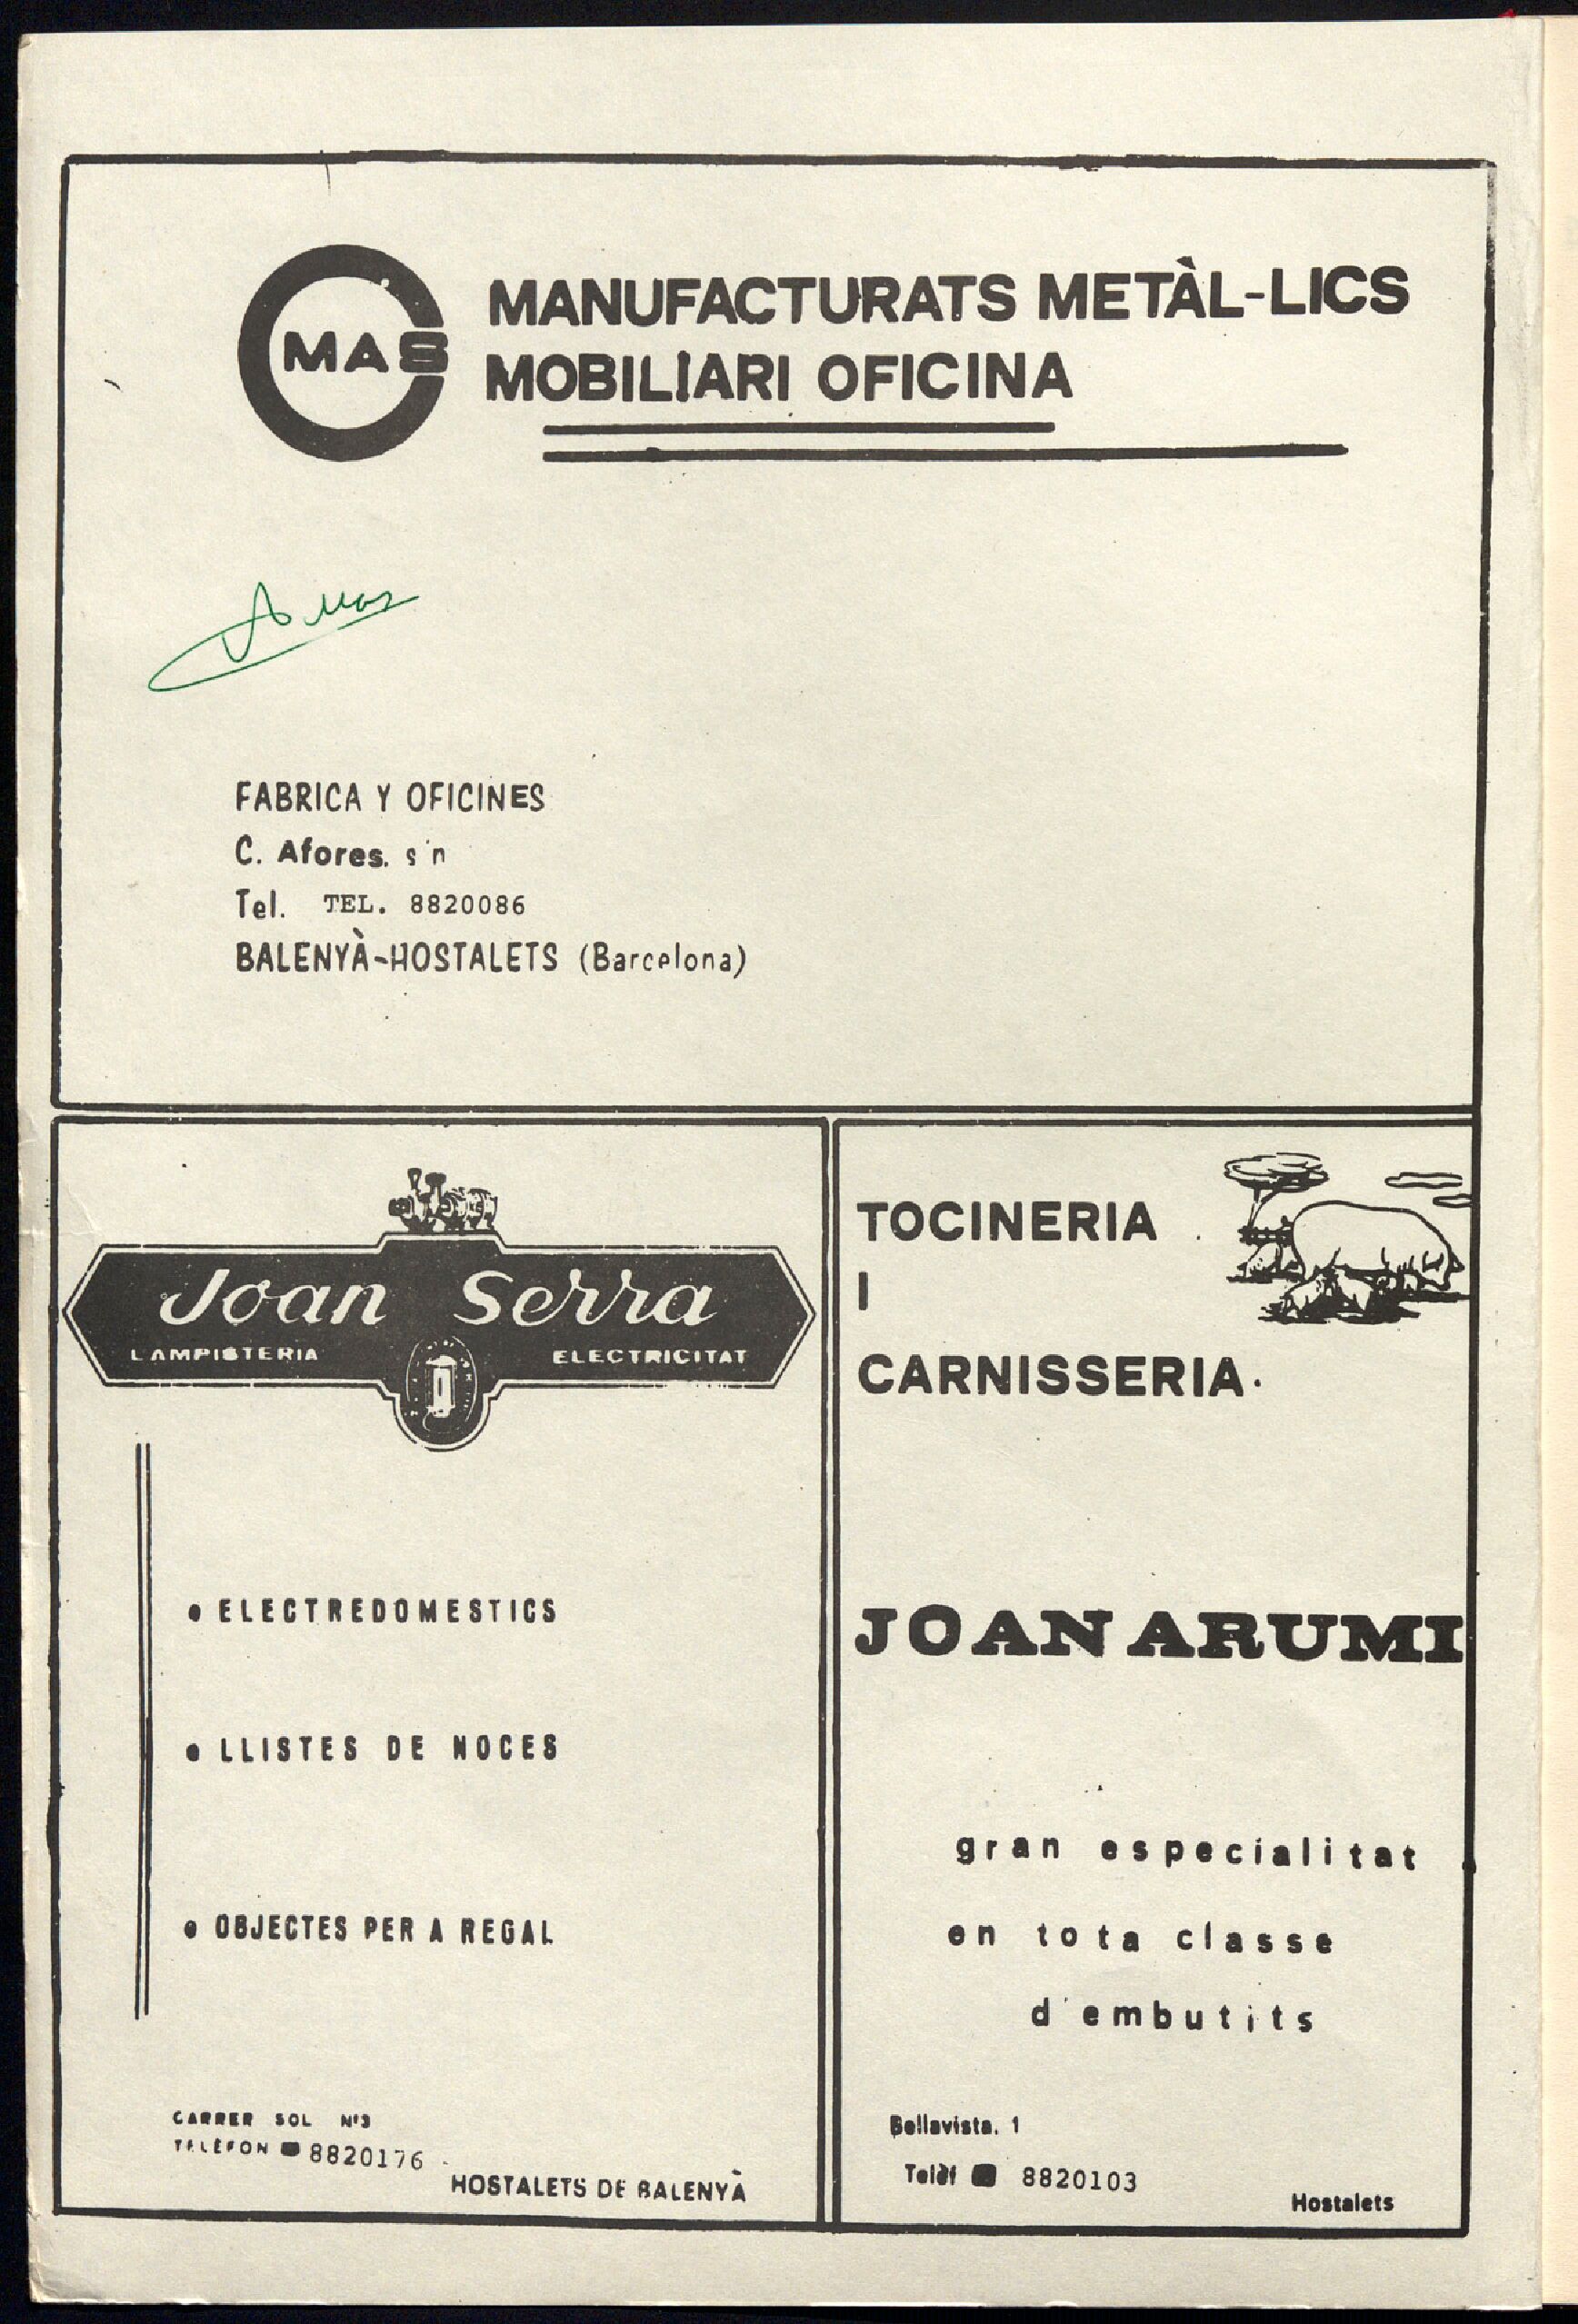 MAS
MANUFACTURATS METÀL-LICS
MOBILIARI OFICINA
FABRICA Y OFICINES
C. Afores. s'n
Tel. TEL. 8820086
BALENYÀ-HOSTALETS (Barcelona)
Joan Serra
LAMPISTERIA ELECTRICITAT
• ELECTREDOMESTICS
• LLISTES DE NOCES
• OBJECTES PER A REGAL
CARRER SOL Nº3
TELÈFON 8820176
HOSTALETS DE BALENYÀ
TOCINERIA
I
CARNISSERIA.
JOAN ARUMI
gran especialitat
en tota classe
d'embutits
Bellavista. 1
Telèf 8820103
Hostalets